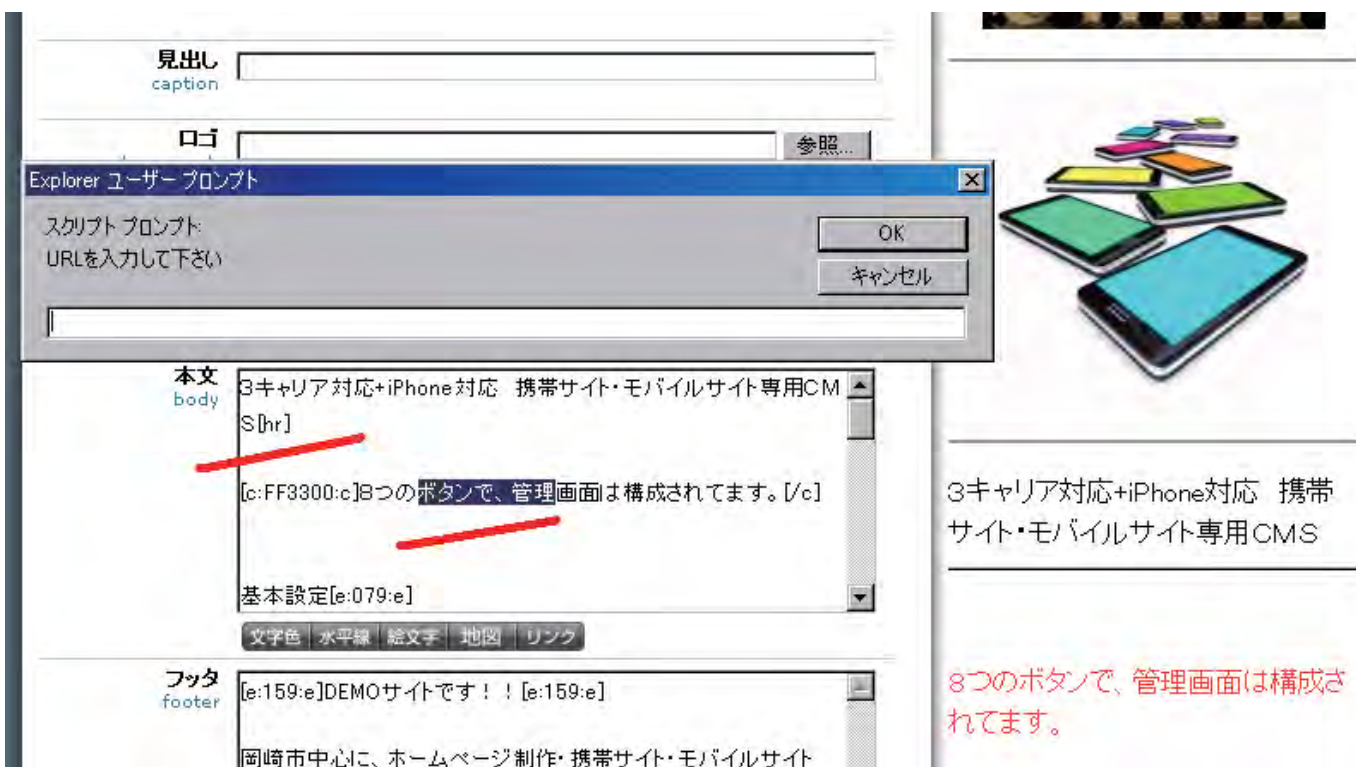 見出し
caption
ロゴ
参照...
Explorer ユーザー プロンプト
スクリプト プロンプト:
URLを入力して下さい
OK
キャンセル
本文
body
3キャリア対応+iPhone対応　携帯サイト・モバイルサイト専用CM
S[hr]
[c:FF3300:c]8つのボタンで、管理画面は構成されてます。[/c]
基本設定[e:079:e]
文字色 水平線 絵文字 地図 リンク
フッタ
footer
[e:159:e]DEMOサイトです！！[e:159:e]
岡崎市中心に、ホームページ制作・携帯サイト・モバイルサイト
3キャリア対応+iPhone対応　携帯
サイト・モバイルサイト専用CMS
8つのボタンで、管理画面は構成さ
れてます。